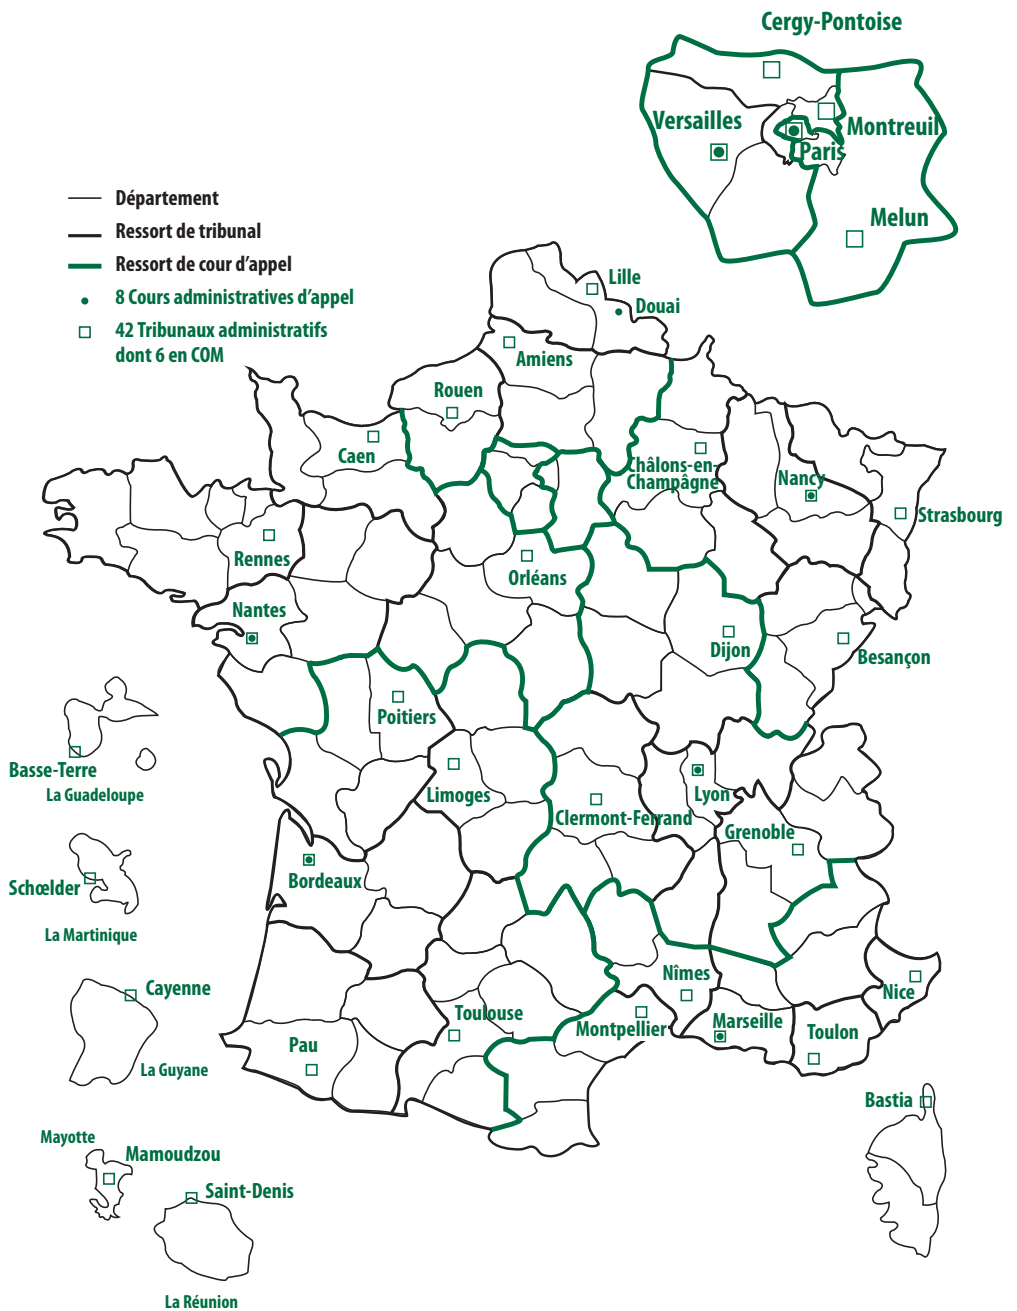 Cergy-Pontoise
Versailles
Montreuil
Paris
Melun
Département
Ressort de tribunal
Ressort de cour d'appel
8 Cours administratives d'appel
42 Tribunaux administratifs
dont 6 en COM
Lille
Douai
Amiens
Rouen
Caen
Châlons-en-
Champâgne
Nancy
Strasbourg
Rennes
Orléans
Nantes
Dijon
Besançon
Poitiers
Basse-Terre
La Guadeloupe
Limoges
Lyon
Clermont-Ferrand
Grenoble
Schœlder
Bordeaux
La Martinique
Cayenne
Nîmes
Nice
Toulouse
Montpellier
Marseille
Toulon
Pau
La Guyane
Bastia
Mayotte
Mamoudzou
Saint-Denis
La Réunion